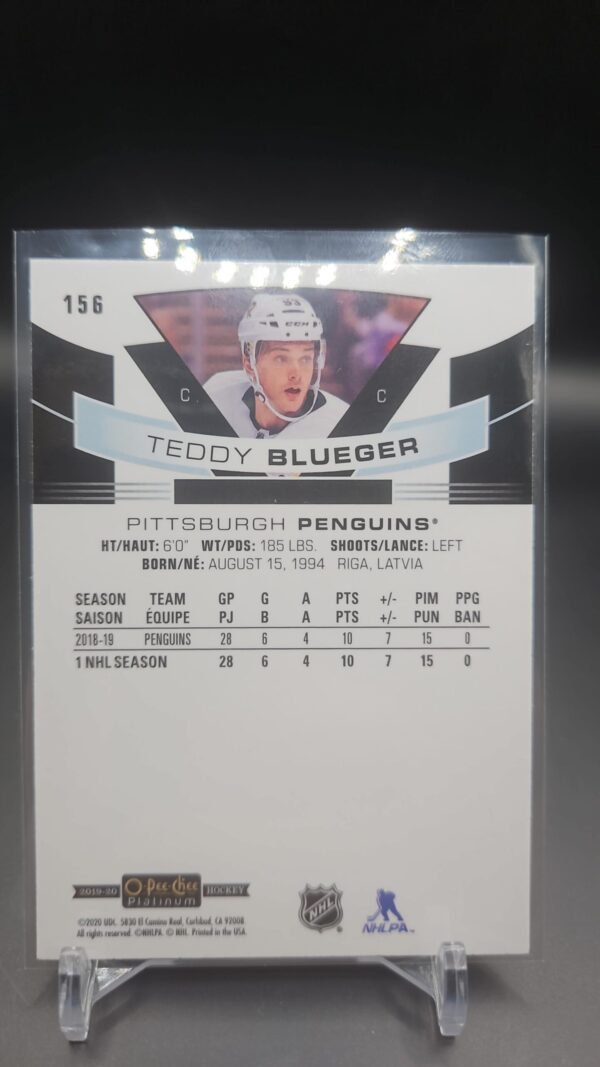 156
53
CCM
C
C
TEDDY BLUEGER
PITTSBURGH PENGUINS®
HT/HAUT: 6'0" WT/PDS: 185 LBS. SHOOTS/LANCE: LEFT
BORN/NÉ: AUGUST 15, 1994 RIGA, LATVIA
SEASON TEAM GP G A PTS +/- PIM PPG
SAISON ÉQUIPE PJ B A PTS +/- PUN BAN
2018-19 PENGUINS 28 6 4 10 7 15 0
1 NHL SEASON 28 6 4 10 7 15 0
2019-20 O-Pee-Chee HOCKEY
Platinum
©2020 UDC. 5830 El Camino Real, Carlsbad, CA 92008.
All rights reserved. ©NHLPA. © NHL. Printed in the USA.
NHL
NHLPA™